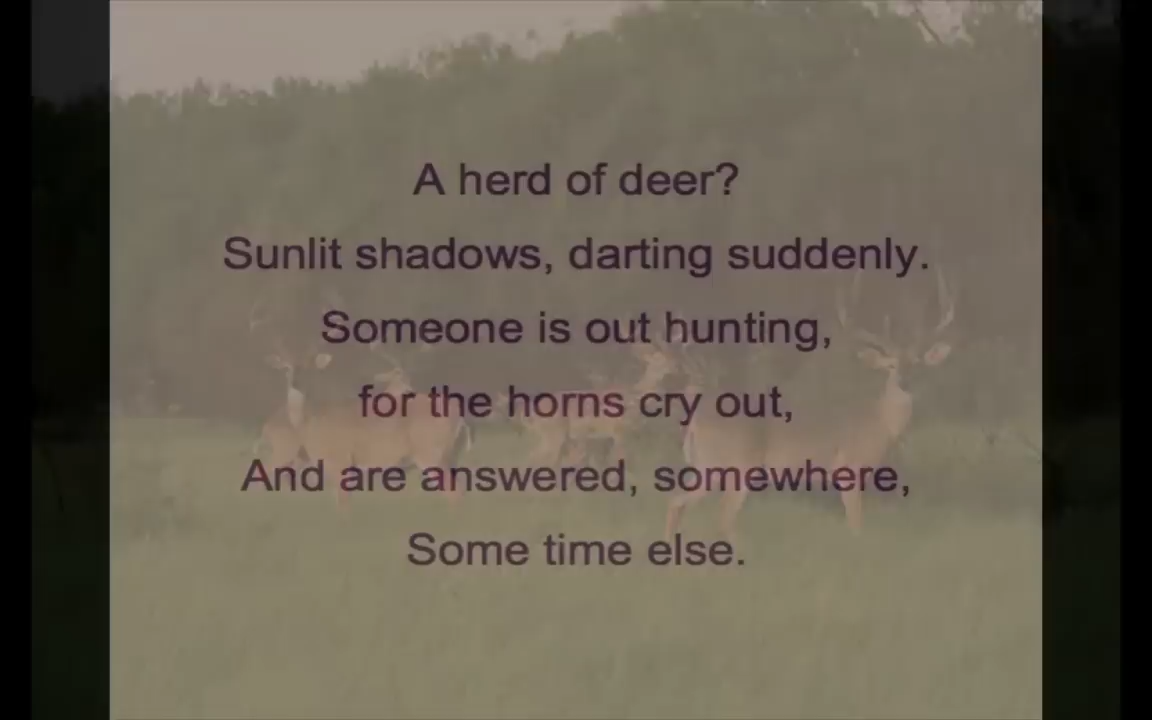 A herd of deer?
Sunlit shadows, darting suddenly.
Someone is out hunting,
for the horns cry out,
And are answered, somewhere,
Some time else.